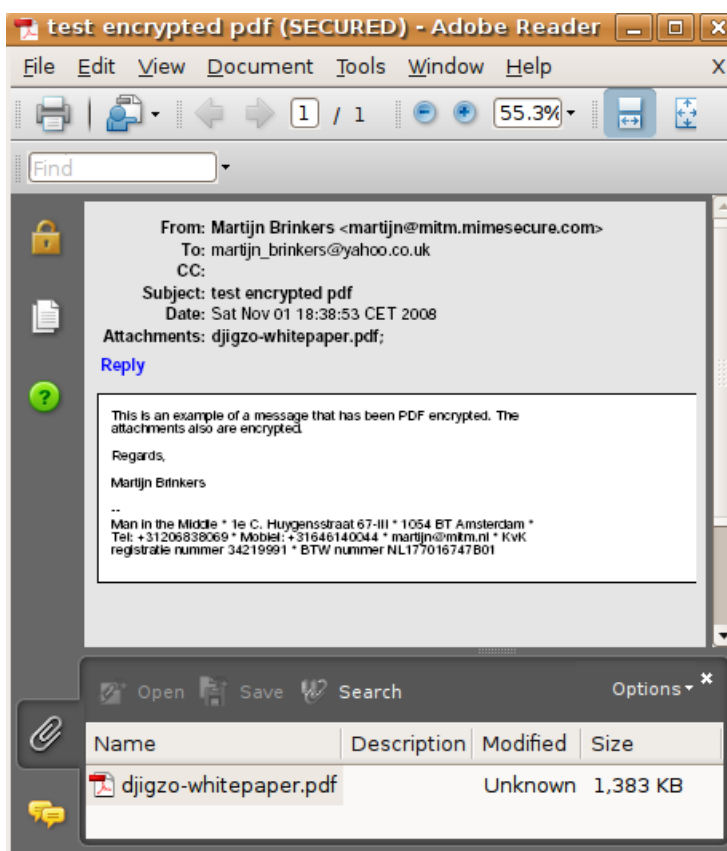 test encrypted pdf (SECURED) - Adobe Reader
File Edit View Document Tools Window Help X
1 / 1 55.3%
Find
From: Martijn Brinkers <martijn@mitm.mimesecure.com>
To: martijn_brinkers@yahoo.co.uk
CC:
Subject: test encrypted pdf
Date: Sat Nov 01 18:38:53 CET 2008
Attachments: djigzo-whitepaper.pdf;
Reply
This is an example of a message that has been PDF encrypted. The
attachments also are encrypted.
Regards,
Martijn Brinkers
--
Man in the Middle * 1e C. Huygensstraat 67-III * 1054 BT Amsterdam *
Tel: +31206838069 * Mobiel: +31646140044 * martijn@mitm.nl * KvK
registratie nummer 34219991 * BTW nummer NL177016747B01
Open Save Search Options
Name Description Modified Size
djigzo-whitepaper.pdf Unknown 1,383 KB